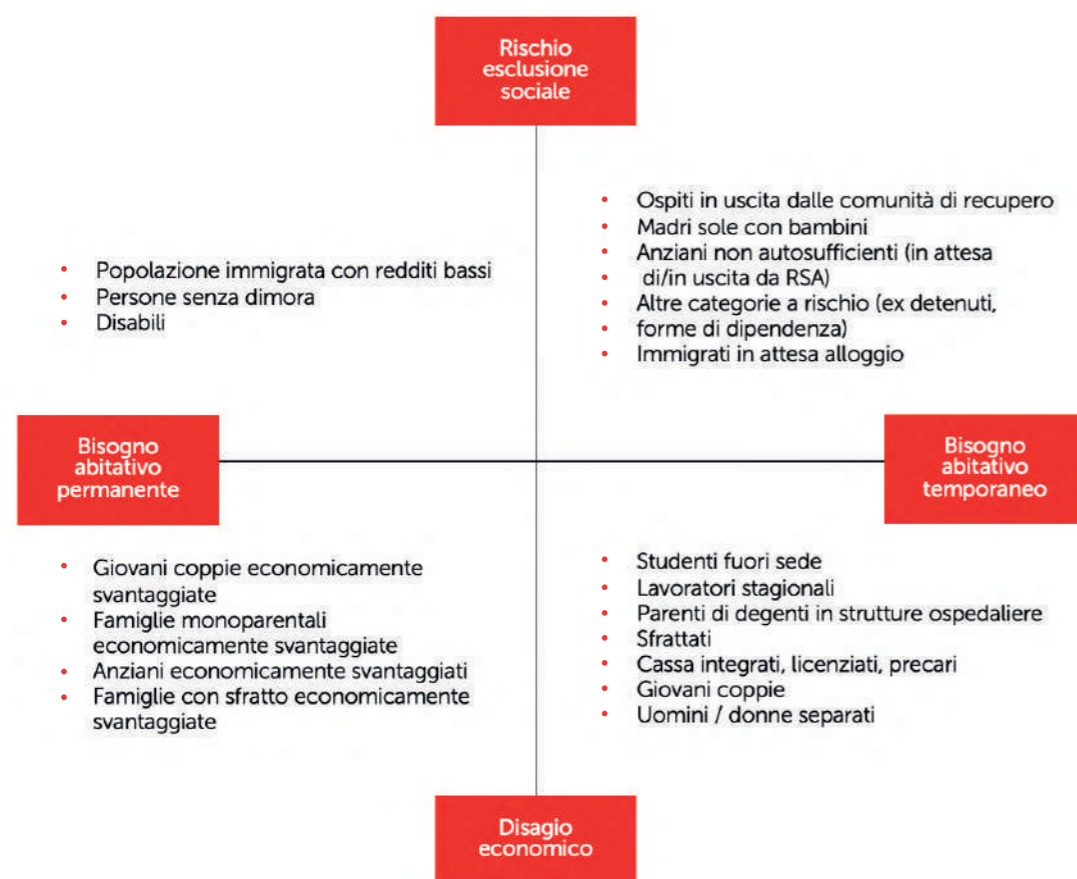 Rischio
esclusione
sociale
• Popolazione immigrata con redditi bassi
• Persone senza dimora
• Disabili
• Ospiti in uscita dalle comunità di recupero
• Madri sole con bambini
• Anziani non autosufficienti (in attesa
• di/in uscita da RSA)
• Altre categorie a rischio (ex detenuti,
• forme di dipendenza)
• Immigrati in attesa alloggio
Bisogno
abitativo
permanente
Bisogno
abitativo
temporaneo
• Giovani coppie economicamente
svantaggiate
• Famiglie monoparentali
economicamente svantaggiate
• Anziani economicamente svantaggiati
• Famiglie con sfratto economicamente
svantaggiate
• Studenti fuori sede
• Lavoratori stagionali
• Parenti di degenti in strutture ospedaliere
• Sfrattati
• Cassa integrati, licenziati, precari
• Giovani coppie
• Uomini / donne separati
Disagio
economico